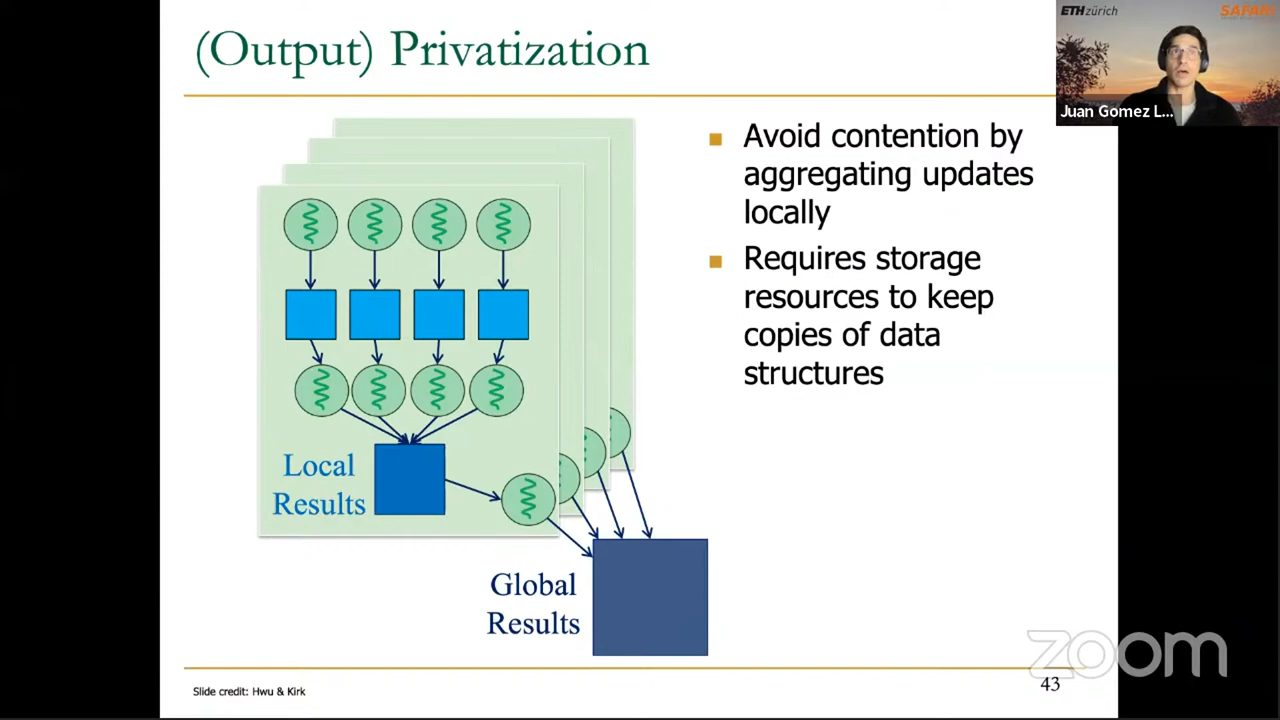 (Output) Privatization
ETH zürich
SAFARI
Juan Gomez L...
Avoid contention by
aggregating updates
locally
Requires storage
resources to keep
copies of data
structures
Local
Results
Global
Results
zoom
Slide credit: Hwu & Kirk
43